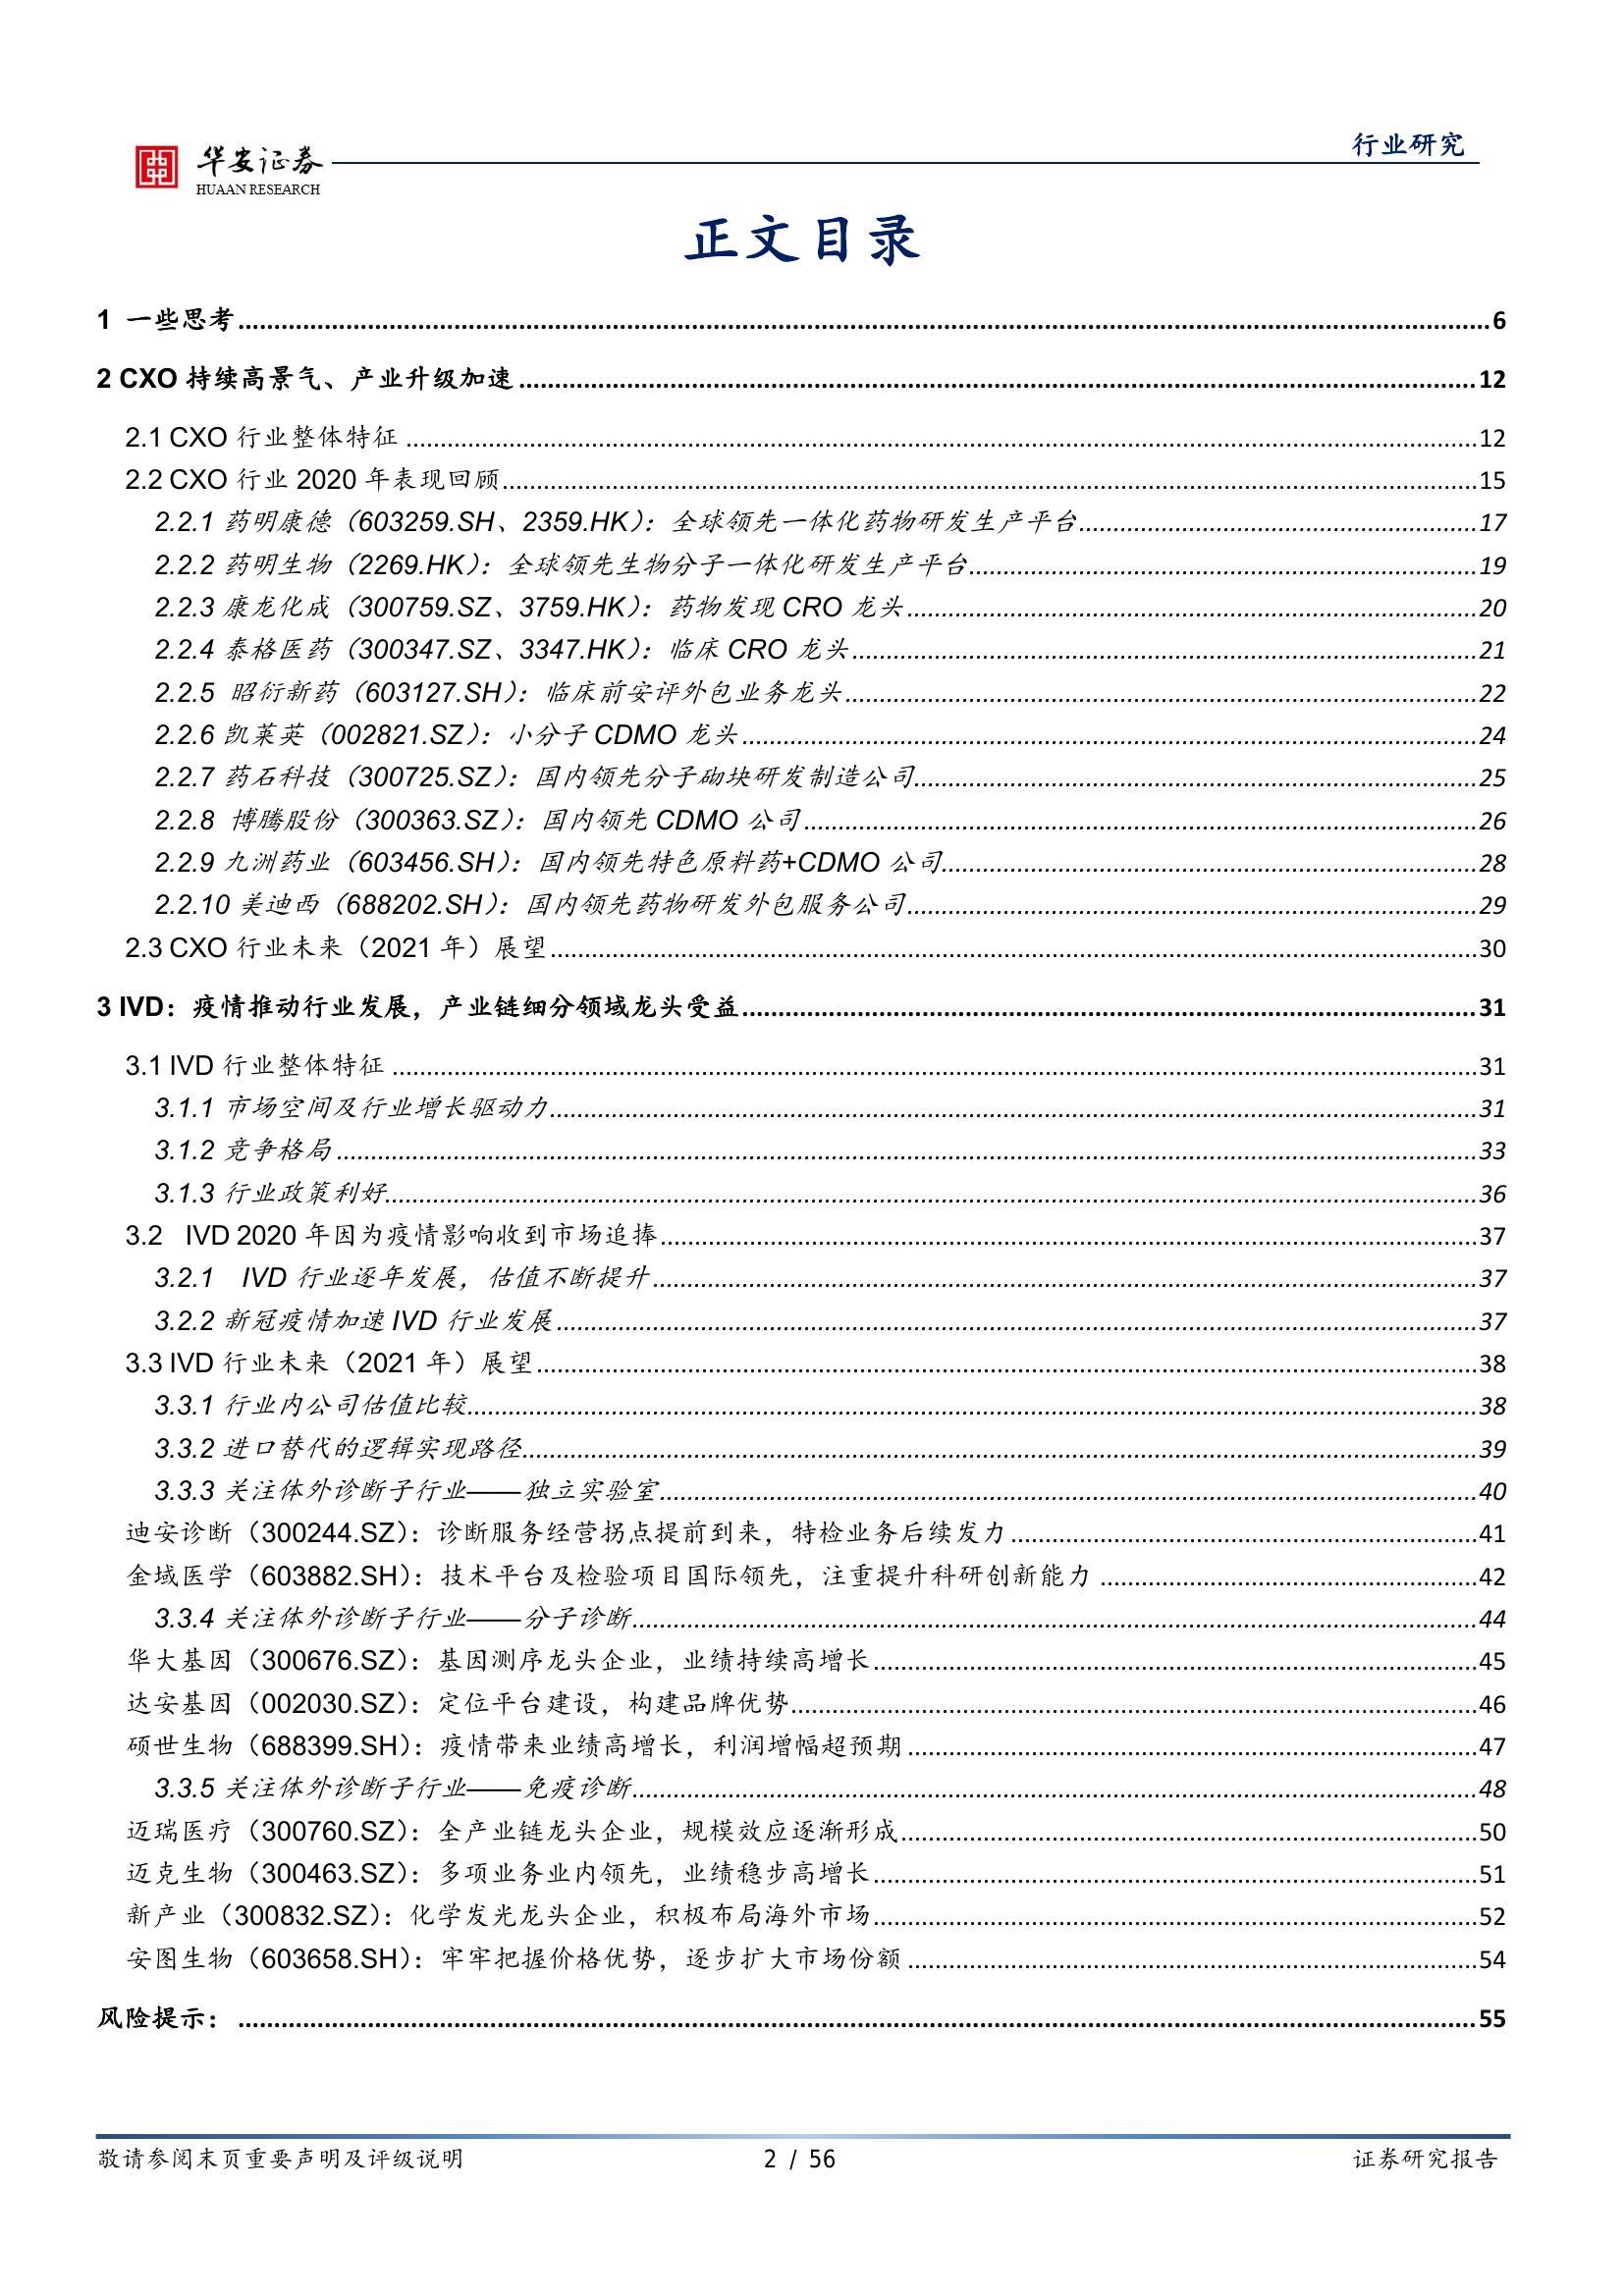 华安证券
HUAAN RESEARCH
行业研究
正文目录
1 一些思考 6
2 CXO 持续高景气、产业升级加速 12
2.1 CXO 行业整体特征 12
2.2 CXO 行业 2020 年表现回顾 15
2.2.1 药明康德（603259.SH、2359.HK）：全球领先一体化药物研发生产平台 17
2.2.2 药明生物（2269.HK）：全球领先生物分子一体化研发生产平台 19
2.2.3 康龙化成（300759.SZ、3759.HK）：药物发现 CRO 龙头 20
2.2.4 泰格医药（300347.SZ、3347.HK）：临床 CRO 龙头 21
2.2.5 昭衍新药（603127.SH）：临床前安评外包业务龙头 22
2.2.6 凯莱英（002821.SZ）：小分子 CDMO 龙头 24
2.2.7 药石科技（300725.SZ）：国内领先分子砌块研发制造公司 25
2.2.8 博腾股份（300363.SZ）：国内领先 CDMO 公司 26
2.2.9 九洲药业（603456.SH）：国内领先特色原料药+CDMO 公司 28
2.2.10 美迪西（688202.SH）：国内领先药物研发外包服务公司 29
2.3 CXO 行业未来（2021 年）展望 30
3 IVD：疫情推动行业发展，产业链细分领域龙头受益 31
3.1 IVD 行业整体特征 31
3.1.1 市场空间及行业增长驱动力 31
3.1.2 竞争格局 33
3.1.3 行业政策利好 36
3.2 IVD 2020 年因为疫情影响收到市场追捧 37
3.2.1 IVD 行业逐年发展，估值不断提升 37
3.2.2 新冠疫情加速 IVD 行业发展 37
3.3 IVD 行业未来（2021 年）展望 38
3.3.1 行业内公司估值比较 38
3.3.2 进口替代的逻辑实现路径 39
3.3.3 关注体外诊断子行业——独立实验室 40
迪安诊断（300244.SZ）：诊断服务经营拐点提前到来，特检业务后续发力 41
金域医学（603882.SH）：技术平台及检验项目国际领先，注重提升科研创新能力 42
3.3.4 关注体外诊断子行业——分子诊断 44
华大基因（300676.SZ）：基因测序龙头企业，业绩持续高增长 45
达安基因（002030.SZ）：定位平台建设，构建品牌优势 46
硕世生物（688399.SH）：疫情带来业绩高增长，利润增幅超预期 47
3.3.5 关注体外诊断子行业——免疫诊断 48
迈瑞医疗（300760.SZ）：全产业链龙头企业，规模效应逐渐形成 50
迈克生物（300463.SZ）：多项业务业内领先，业绩稳步高增长 51
新产业（300832.SZ）：化学发光龙头企业，积极布局海外市场 52
安图生物（603658.SH）：牢牢把握价格优势，逐步扩大市场份额 54
风险提示： 55
敬请参阅末页重要声明及评级说明 2 / 56 证券研究报告